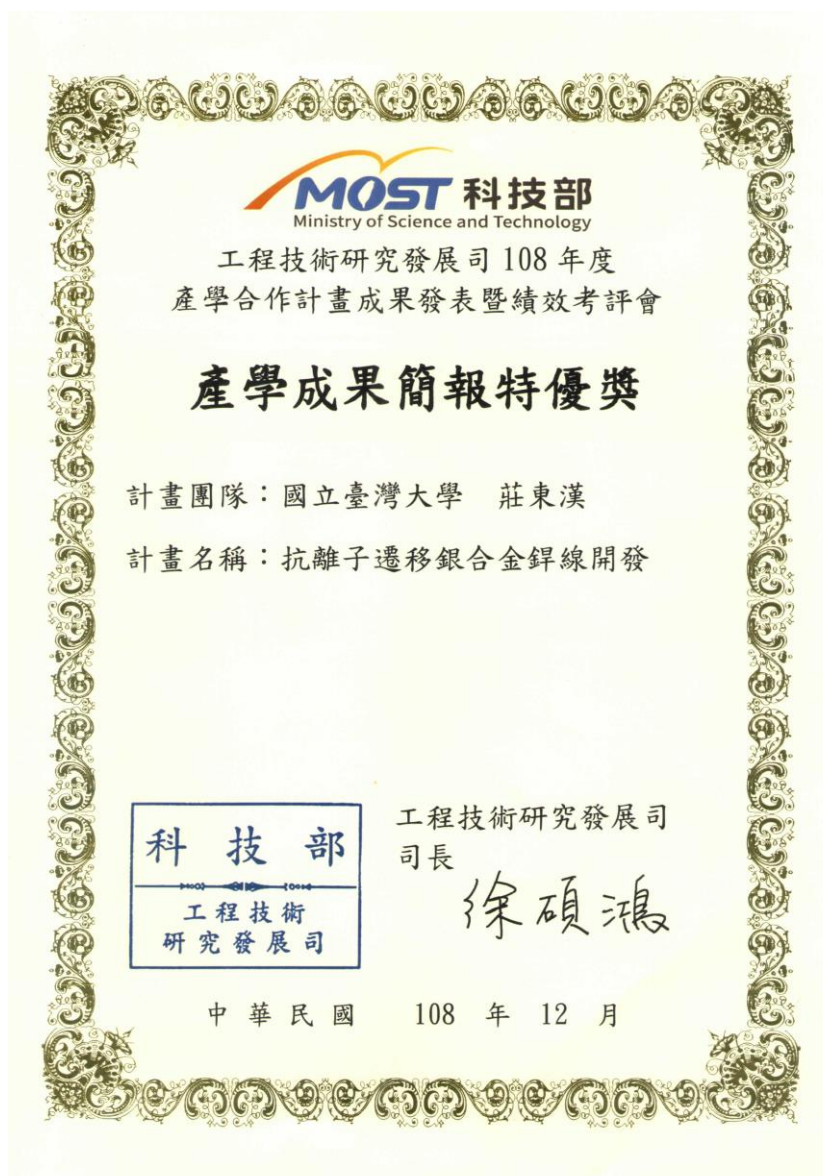 MOST 科技部
Ministry of Science and Technology
工程技術研究發展司 108 年度
產學合作計畫成果發表暨績效考評會
產學成果簡報特優獎
計畫團隊：國立臺灣大學 莊東漢
計畫名稱：抗離子遷移銀合金銲線開發
工程技術研究發展司
司長
徐碩鴻
科技部
工程技術
研究發展司
中華民國 108 年 12 月